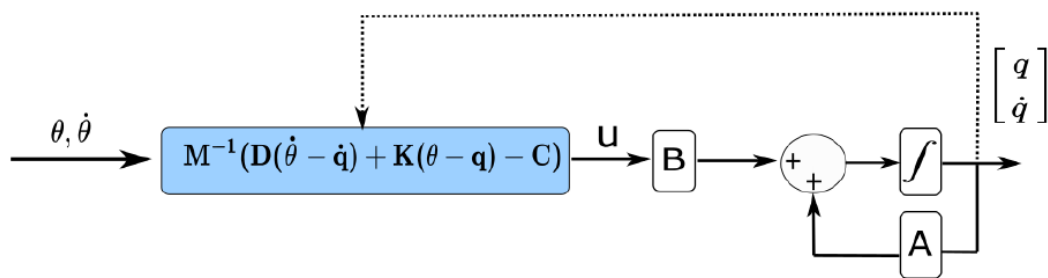 θ, θ̇
M⁻¹(D(θ̇ − q̇) + K(θ − q) − C)
u
B
+
+
∫
A
[ q
q̇ ]